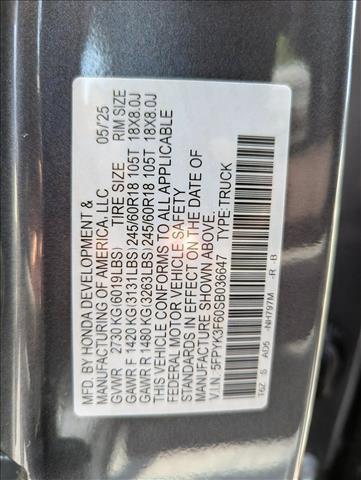 MFD. BY HONDA DEVELOPMENT &
MANUFACTURING OF AMERICA, LLC 05/25
GVWR 2730 KG(6019LBS) TIRE SIZE RIM SIZE
GAWR F 1420 KG(3131LBS)245/60R18 105T 18X8.0J
GAWR R 1480 KG(3263LBS)245/60R18 105T 18X8.0J
THIS VEHICLE CONFORMS TO ALL APPLICABLE
FEDERAL MOTOR VEHICLE SAFETY
STANDARDS IN EFFECT ON THE DATE OF
MANUFACTURE SHOWN ABOVE.
V.I.N.: 5FPYK3F60SB036647 TYPE:TRUCK
T6Z S AD5 -NH797M -R -B